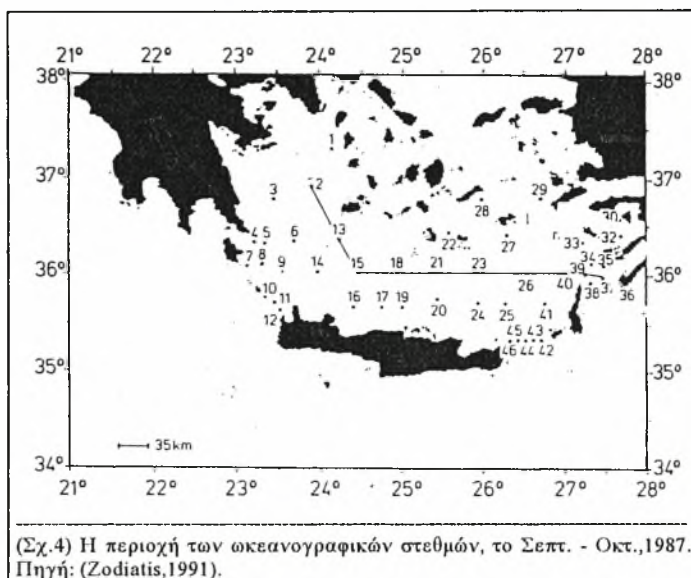 21° 22° 23° 24° 25° 26° 27° 28°
38° 38°
1
37° 2 29 37°
3 28 30
4 5 6 13 22 27 33 32
7 8 34 35
36° 9 14 15 18 21 23 39 36°
10 26 40 38 37 36
11 16 17 19 20 24 25 41
12 45 43
46 44 42
35° 35°
35km
34° 34°
21° 22° 23° 24° 25° 26° 27° 28°
(Σχ.4) Η περιοχή των ωκεανογραφικών στεθμών, το Σεπτ. - Οκτ.,1987.
Πηγή: (Zodiatis,1991).